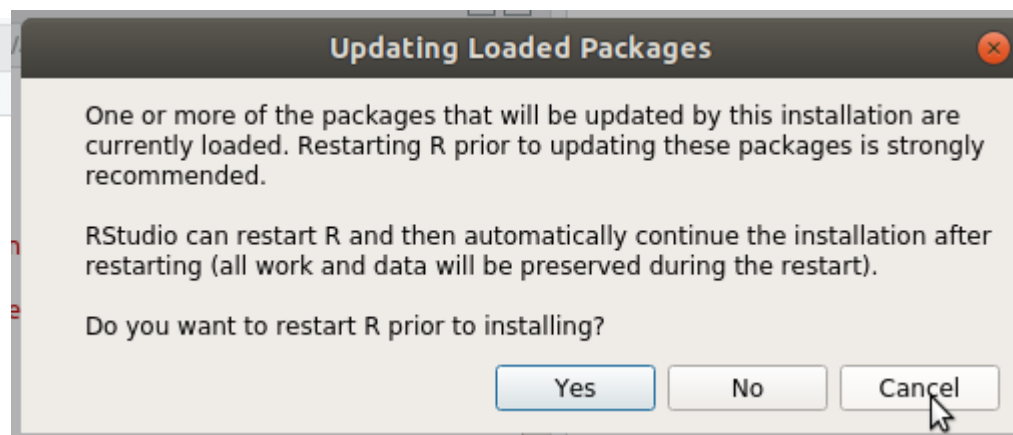 Updating Loaded Packages
One or more of the packages that will be updated by this installation are
currently loaded. Restarting R prior to updating these packages is strongly
recommended.
RStudio can restart R and then automatically continue the installation after
restarting (all work and data will be preserved during the restart).
Do you want to restart R prior to installing?
Yes No Cancel